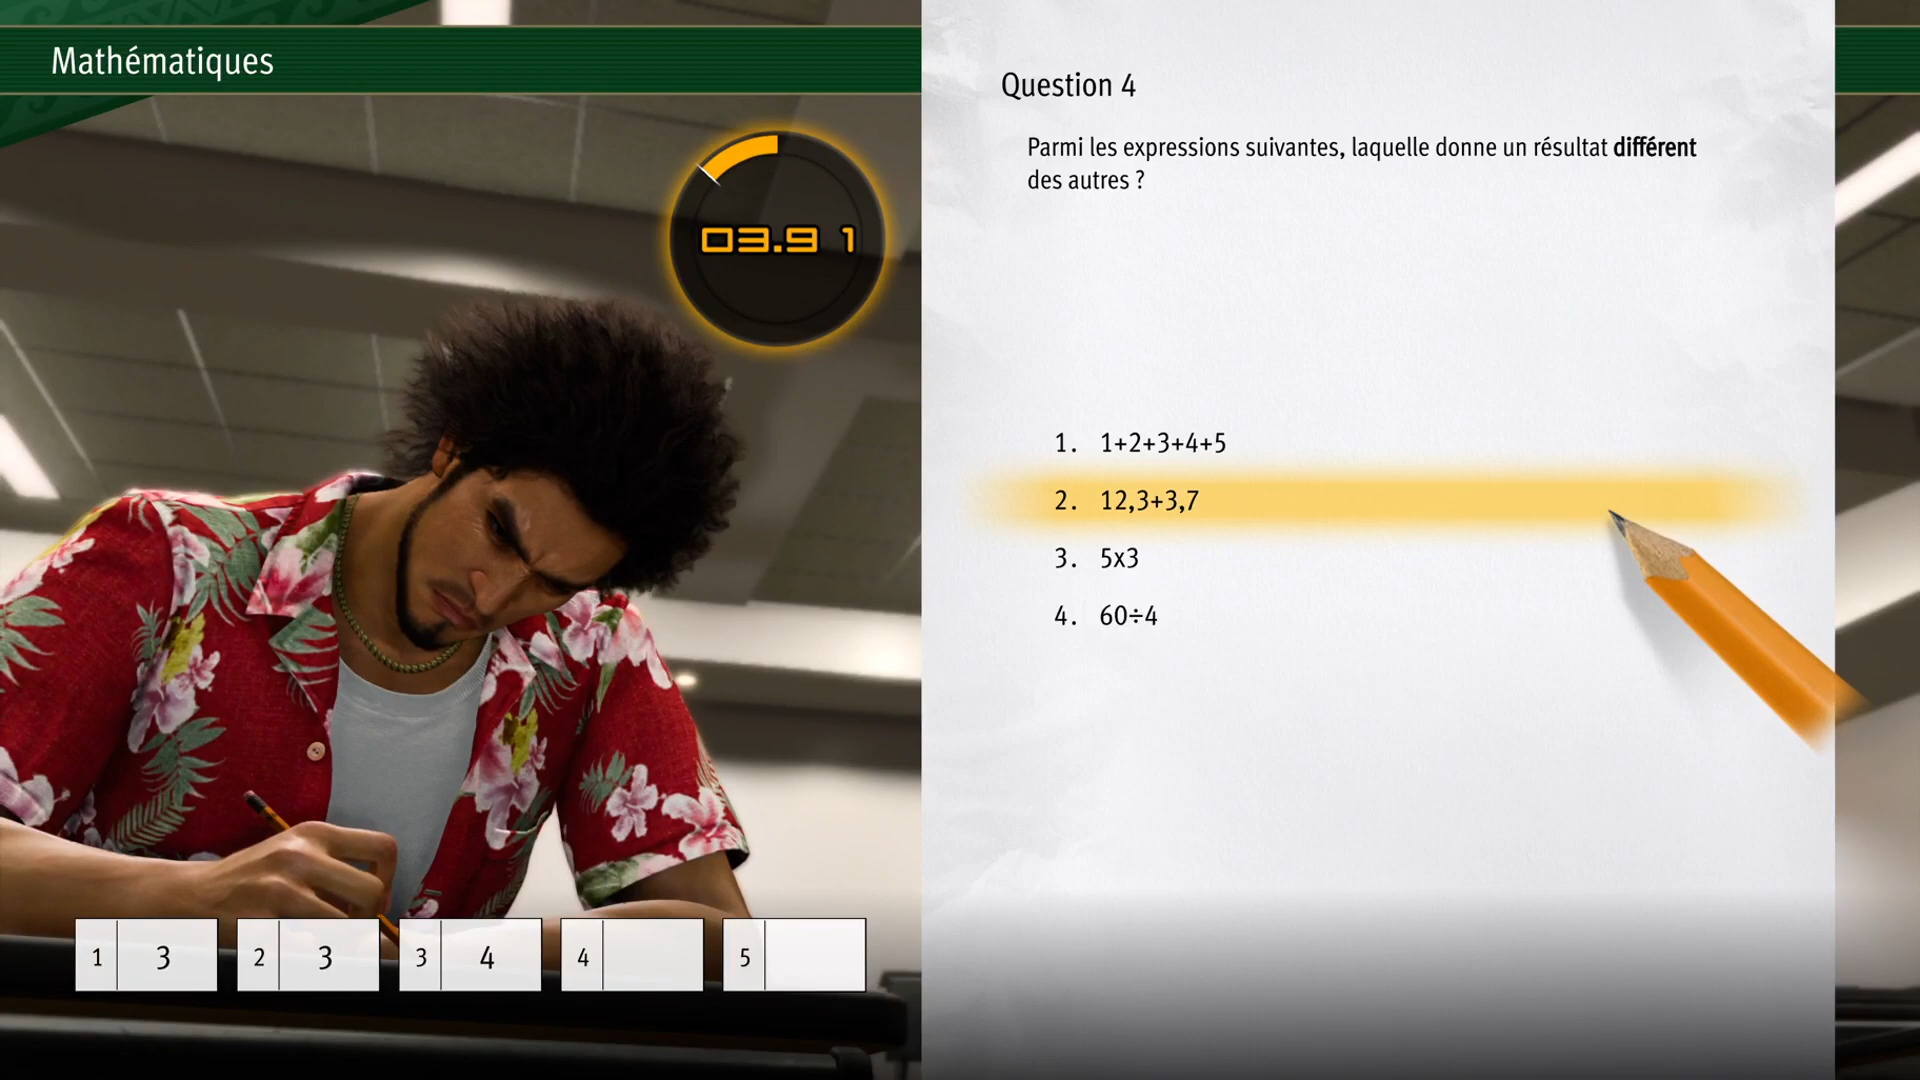 Mathématiques
03.91
Question 4
Parmi les expressions suivantes, laquelle donne un résultat différent
des autres ?
1. 1+2+3+4+5
2. 12,3+3,7
3. 5x3
4. 60÷4
1 3
2 3
3 4
4
5